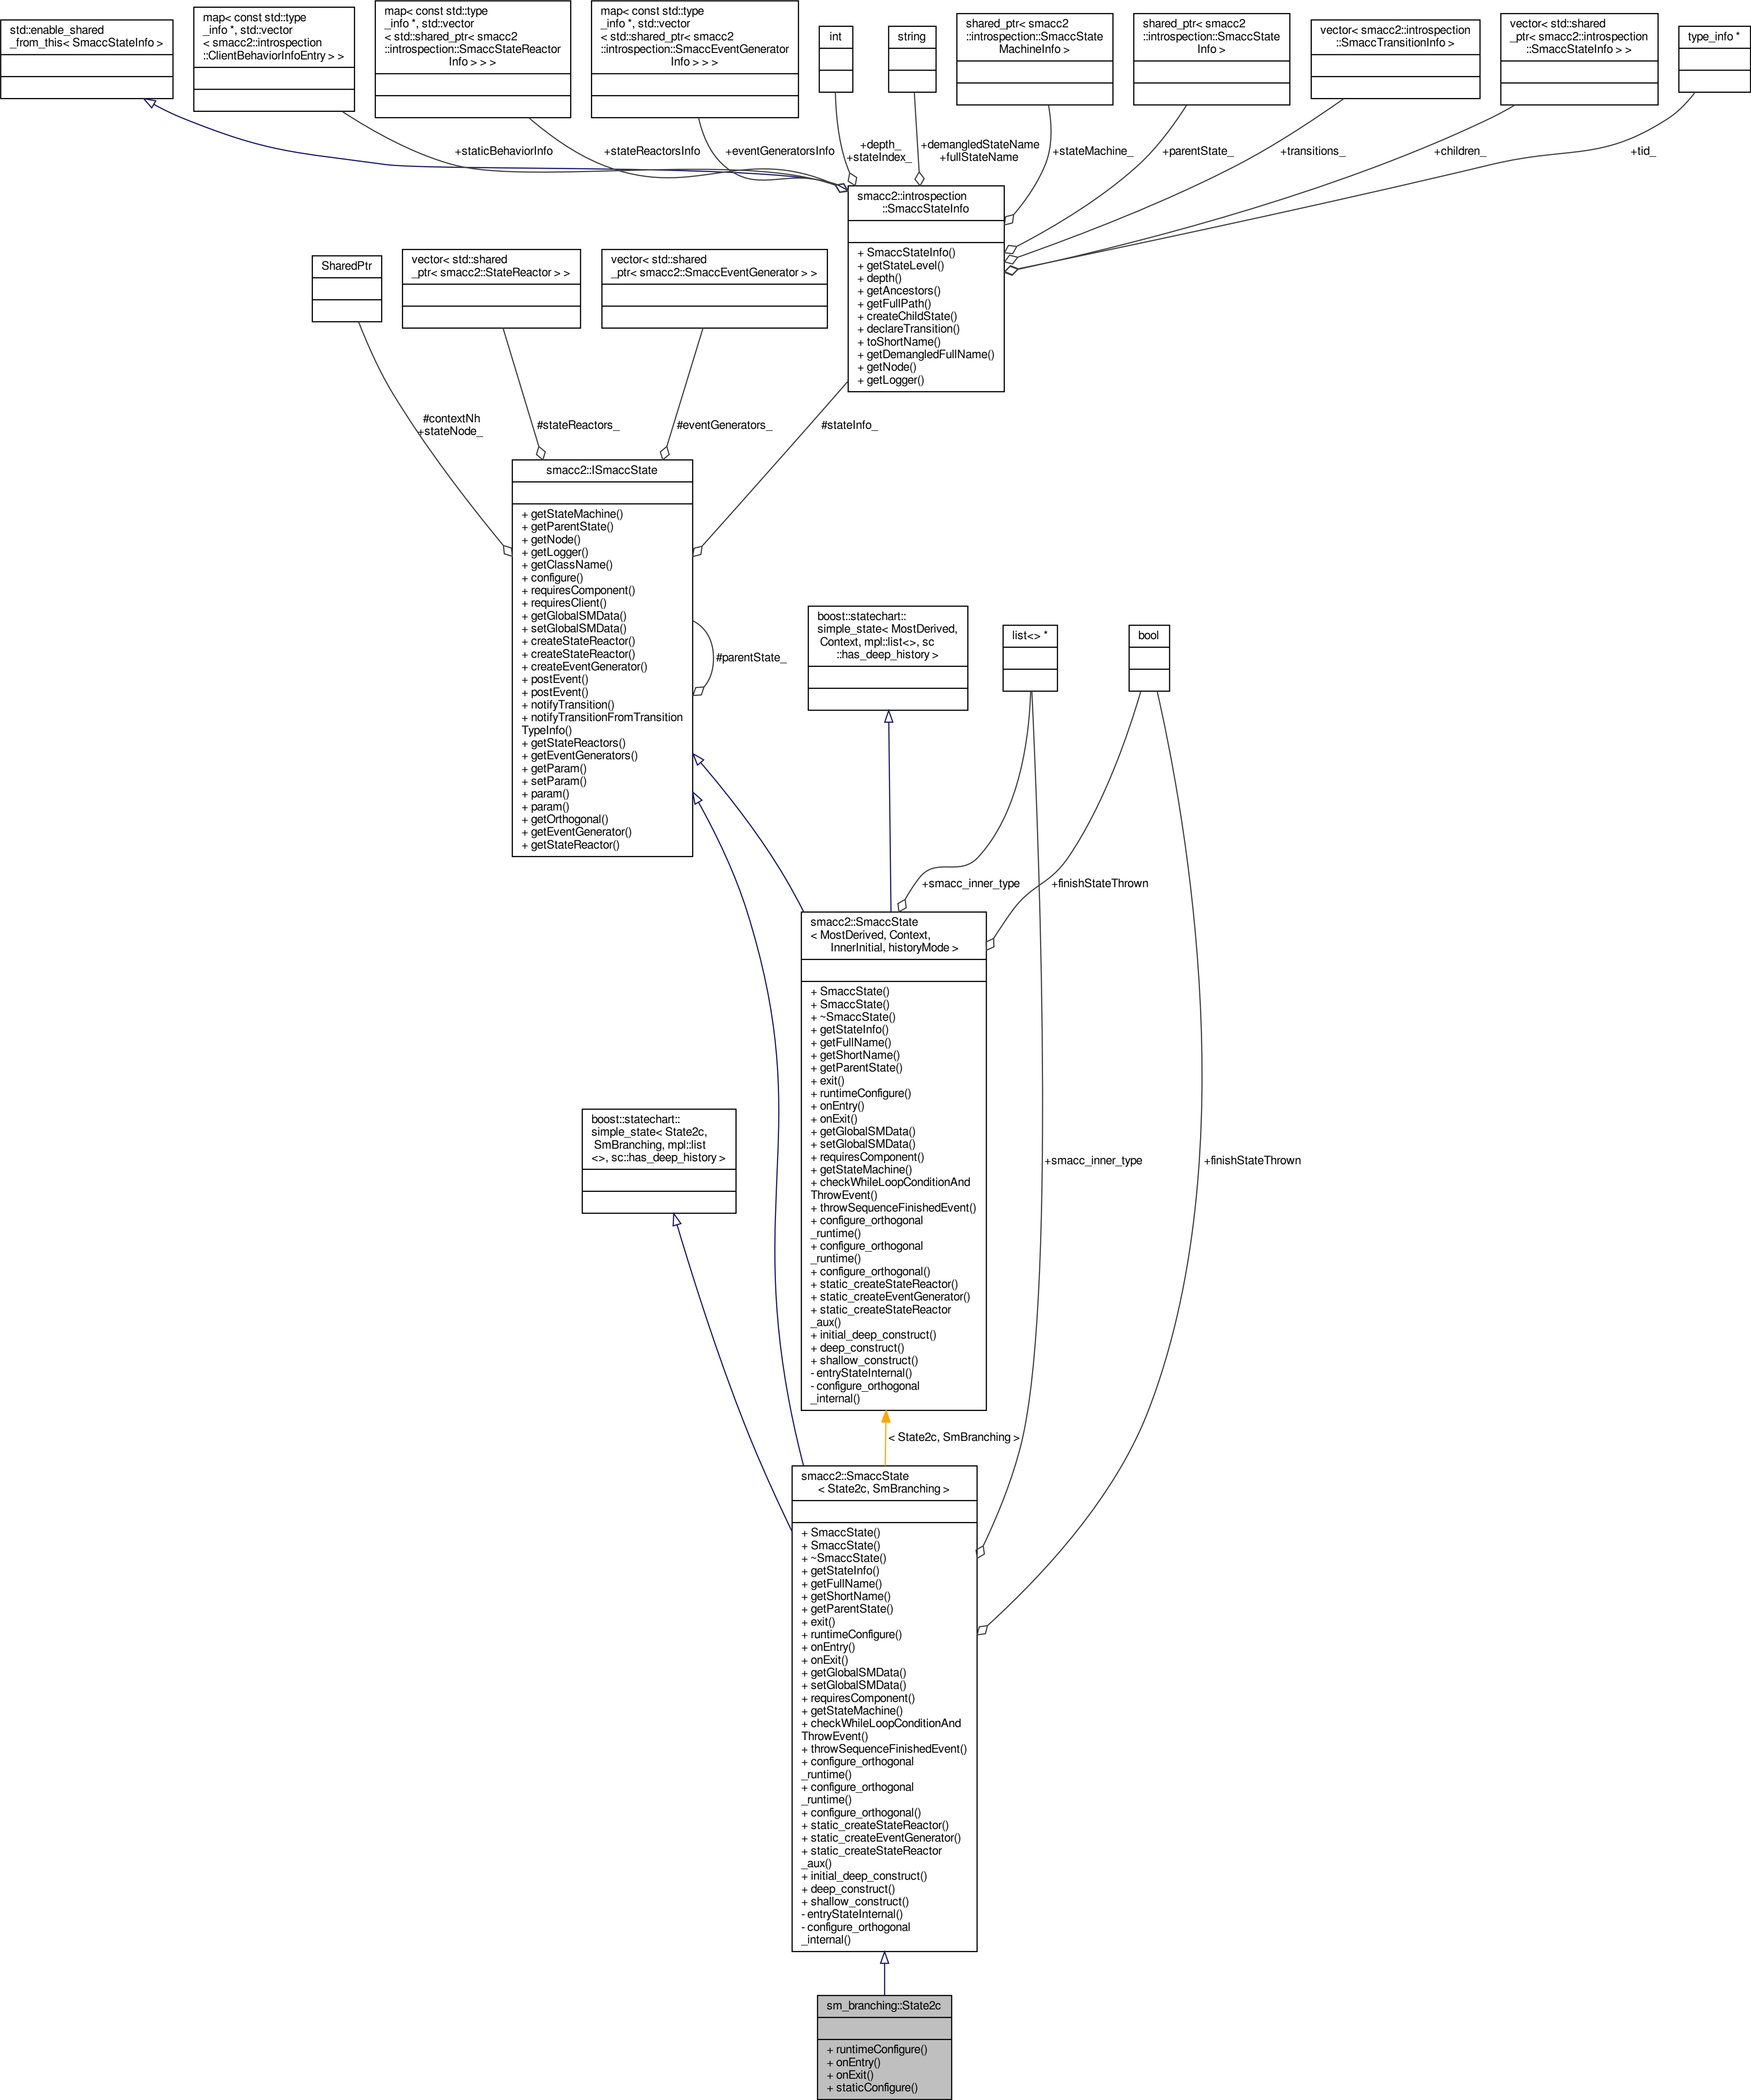 std::enable_shared
_from_this< SmaccStateInfo >
map< const std::type
_info *, std::vector
< smacc2::introspection
::ClientBehaviorInfoEntry > >
map< const std::type
_info *, std::vector
< std::shared_ptr< smacc2
::introspection::SmaccStateReactor
Info > > >
map< const std::type
_info *, std::vector
< std::shared_ptr< smacc2
::introspection::SmaccEventGenerator
Info > > >
int
string
shared_ptr< smacc2
::introspection::SmaccState
MachineInfo >
shared_ptr< smacc2
::introspection::SmaccState
Info >
vector< smacc2::introspection
::SmaccTransitionInfo >
vector< std::shared
_ptr< smacc2::introspection
::SmaccStateInfo > >
type_info *
+staticBehaviorInfo
+stateReactorsInfo
+eventGeneratorsInfo
+depth_
+stateIndex_
+demangledStateName
+fullStateName
+stateMachine_
+parentState_
+transitions_
+children_
+tid_
smacc2::introspection
::SmaccStateInfo
+ SmaccStateInfo()
+ getStateLevel()
+ depth()
+ getAncestors()
+ getFullPath()
+ createChildState()
+ declareTransition()
+ toShortName()
+ getDemangledFullName()
+ getNode()
+ getLogger()
SharedPtr
vector< std::shared
_ptr< smacc2::StateReactor > >
vector< std::shared
_ptr< smacc2::SmaccEventGenerator > >
#contextNh
+stateNode_
#stateReactors_
#eventGenerators_
#stateInfo_
smacc2::ISmaccState
+ getStateMachine()
+ getParentState()
+ getNode()
+ getLogger()
+ getClassName()
+ configure()
+ requiresComponent()
+ requiresClient()
+ getGlobalSMData()
+ setGlobalSMData()
+ createStateReactor()
+ createStateReactor()
+ createEventGenerator()
+ postEvent()
+ postEvent()
+ notifyTransition()
+ notifyTransitionFromTransition
TypeInfo()
+ getStateReactors()
+ getEventGenerators()
+ getParam()
+ setParam()
+ param()
+ param()
+ getOrthogonal()
+ getEventGenerator()
+ getStateReactor()
#parentState_
boost::statechart::
simple_state< MostDerived,
Context, mpl::list<>, sc
::has_deep_history >
list<> *
bool
+smacc_inner_type
+finishStateThrown
smacc2::SmaccState
< MostDerived, Context,
InnerInitial, historyMode >
+ SmaccState()
+ SmaccState()
+ ~SmaccState()
+ getStateInfo()
+ getFullName()
+ getShortName()
+ getParentState()
+ exit()
+ runtimeConfigure()
+ onEntry()
+ onExit()
+ getGlobalSMData()
+ setGlobalSMData()
+ requiresComponent()
+ getStateMachine()
+ checkWhileLoopConditionAnd
ThrowEvent()
+ throwSequenceFinishedEvent()
+ configure_orthogonal
_runtime()
+ configure_orthogonal
_runtime()
+ configure_orthogonal()
+ static_createStateReactor()
+ static_createEventGenerator()
+ static_createStateReactor
_aux()
+ initial_deep_construct()
+ deep_construct()
+ shallow_construct()
- entryStateInternal()
- configure_orthogonal
_internal()
boost::statechart::
simple_state< State2c,
SmBranching, mpl::list
<>, sc::has_deep_history >
+smacc_inner_type
+finishStateThrown
< State2c, SmBranching >
smacc2::SmaccState
< State2c, SmBranching >
+ SmaccState()
+ SmaccState()
+ ~SmaccState()
+ getStateInfo()
+ getFullName()
+ getShortName()
+ getParentState()
+ exit()
+ runtimeConfigure()
+ onEntry()
+ onExit()
+ getGlobalSMData()
+ setGlobalSMData()
+ requiresComponent()
+ getStateMachine()
+ checkWhileLoopConditionAnd
ThrowEvent()
+ throwSequenceFinishedEvent()
+ configure_orthogonal
_runtime()
+ configure_orthogonal
_runtime()
+ configure_orthogonal()
+ static_createStateReactor()
+ static_createEventGenerator()
+ static_createStateReactor
_aux()
+ initial_deep_construct()
+ deep_construct()
+ shallow_construct()
- entryStateInternal()
- configure_orthogonal
_internal()
sm_branching::State2c
+ runtimeConfigure()
+ onEntry()
+ onExit()
+ staticConfigure()